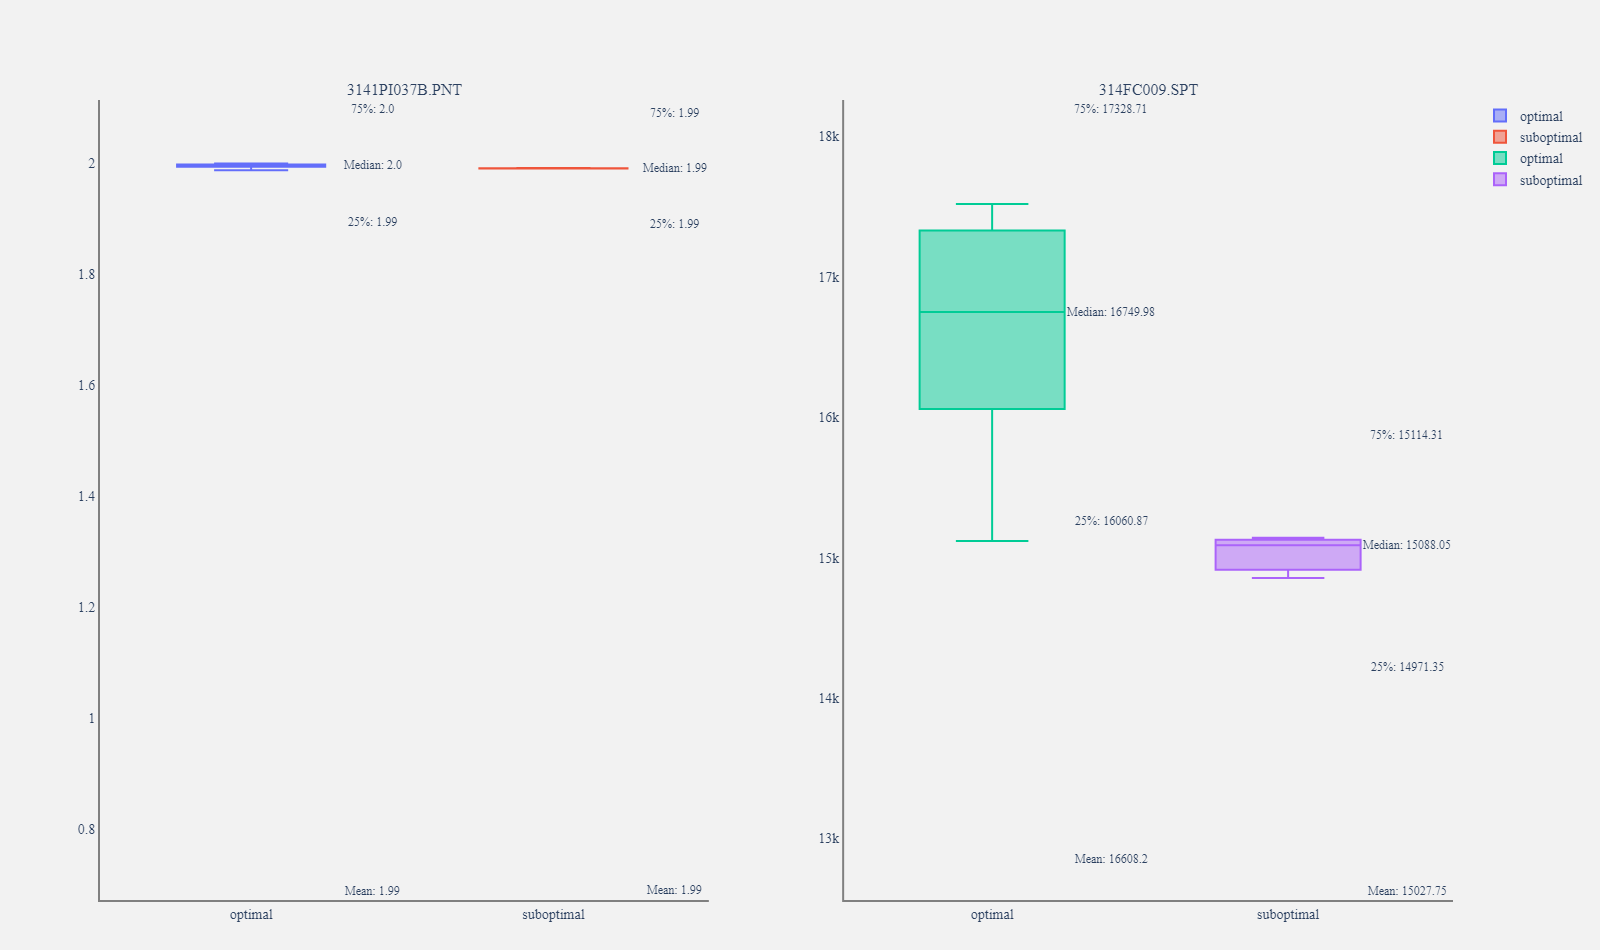 3141PI037B.PNT
75%: 2.0
75%: 1.99
2
Median: 2.0
Median: 1.99
25%: 1.99
25%: 1.99
1.8
1.6
1.4
1.2
1
0.8
Mean: 1.99
Mean: 1.99
optimal
suboptimal
314FC009.SPT
75%: 17328.71
18k
17k
Median: 16749.98
16k
75%: 15114.31
25%: 16060.87
Median: 15088.05
15k
25%: 14971.35
14k
13k
Mean: 16608.2
Mean: 15027.75
optimal
suboptimal
optimal
suboptimal
optimal
suboptimal